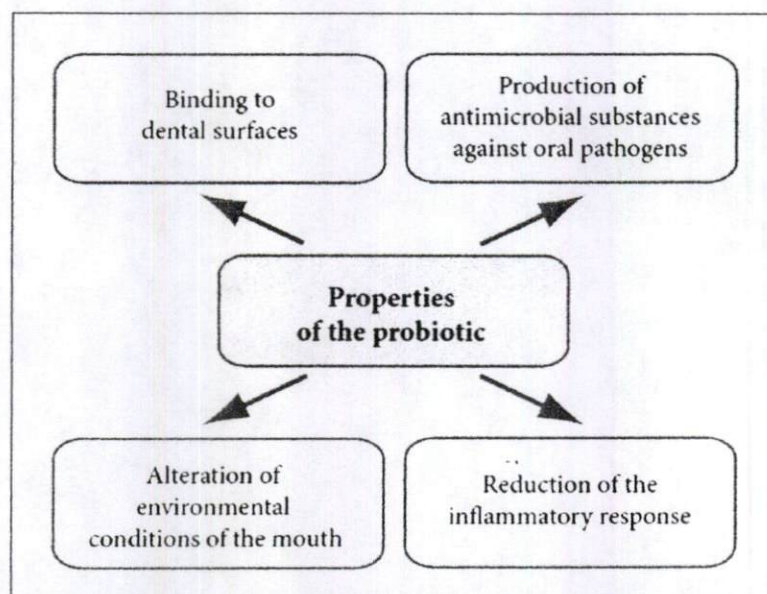 Binding to
dental surfaces
Production of
antimicrobial substances
against oral pathogens
Properties
of the probiotic
Alteration of
environmental
conditions of the mouth
Reduction of the
inflammatory response